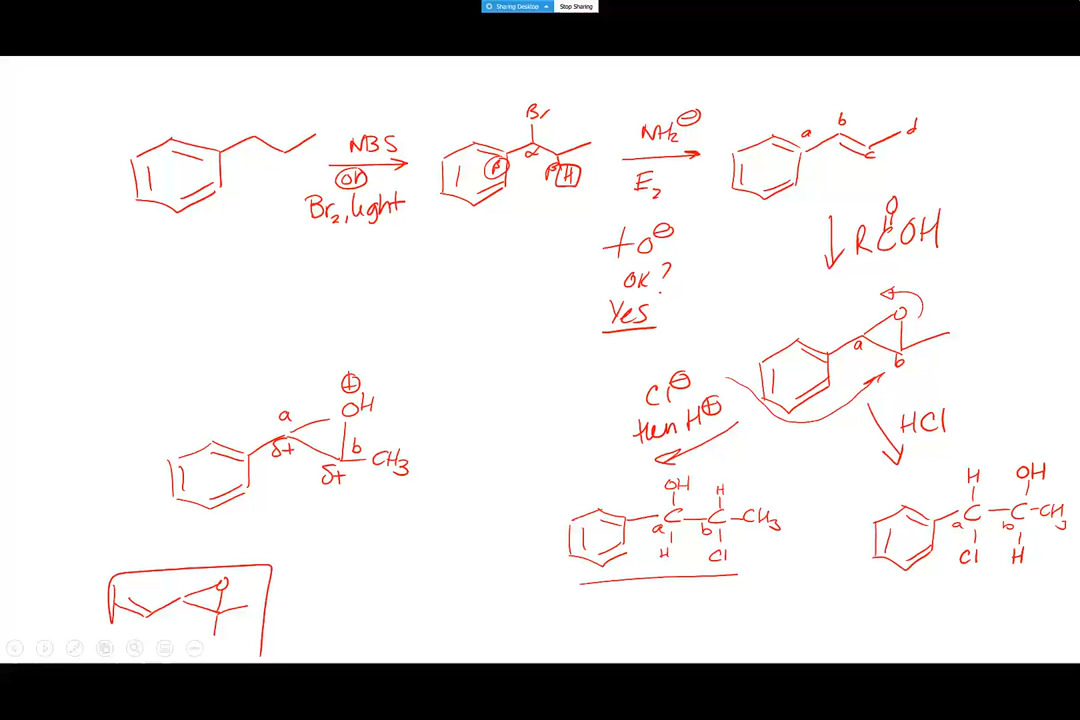 Sharing Desktop Stop Sharing
NBS
or
Br₂, light
Br
α
β
β
H
NH₂⊖
E₂
a b c d
+O⊖
OK?
Yes
O
RCOH
O
a
b
Cl⊖
then H⊕
HCl
⊕
OH
a
b
δ+
δ+
CH₃
OH H
C C CH₃
a b
H Cl
H OH
C C CH₃
a b
Cl H
O